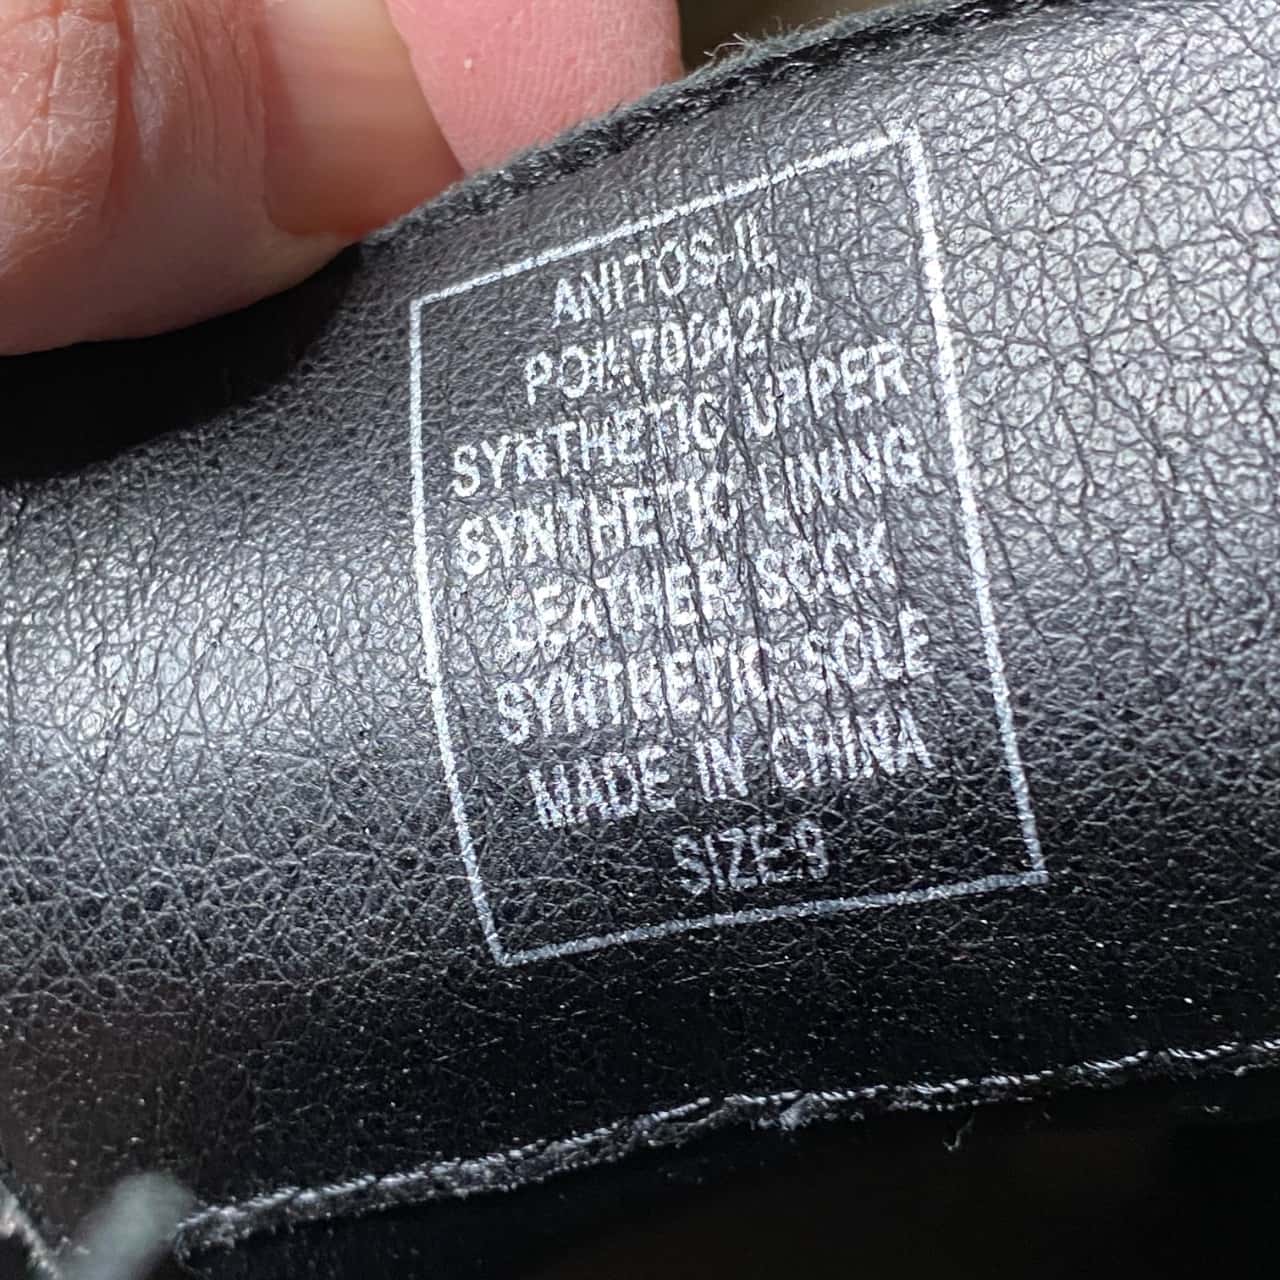 ANITOS-IL
PO#:7004272
SYNTHETIC UPPER
SYNTHETIC LINING
LEATHER SOCK
SYNTHETIC SOLE
MADE IN CHINA
SIZE:9